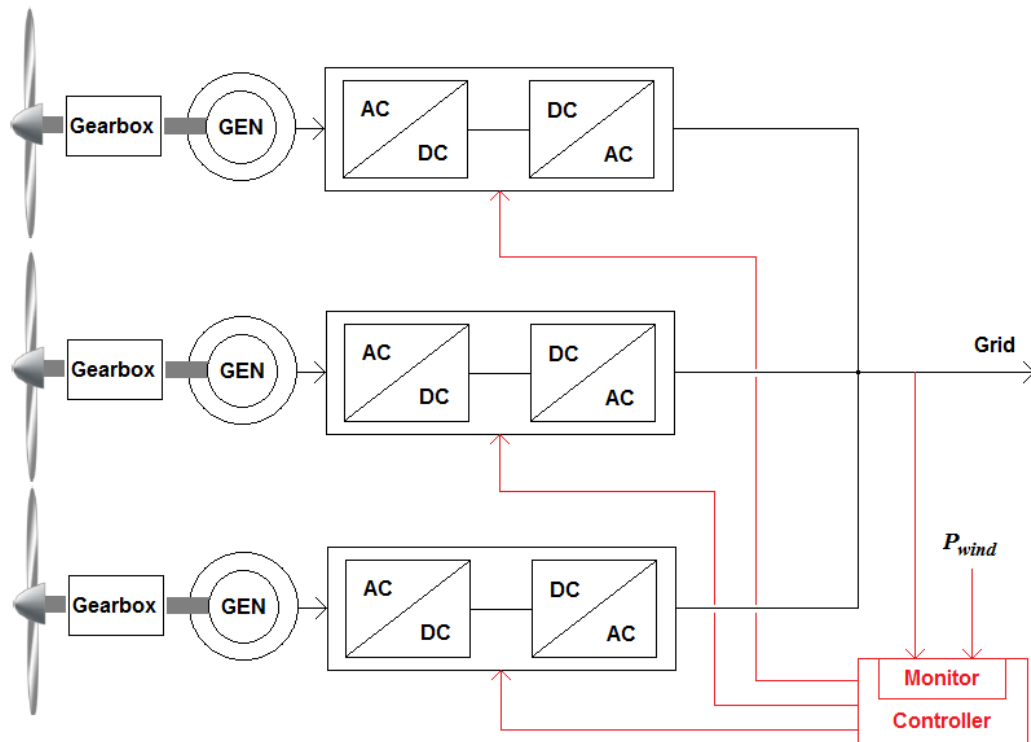 Gearbox
GEN
AC
DC
DC
AC
Gearbox
GEN
AC
DC
DC
AC
Grid
Gearbox
GEN
AC
DC
DC
AC
P_wind
Monitor
Controller